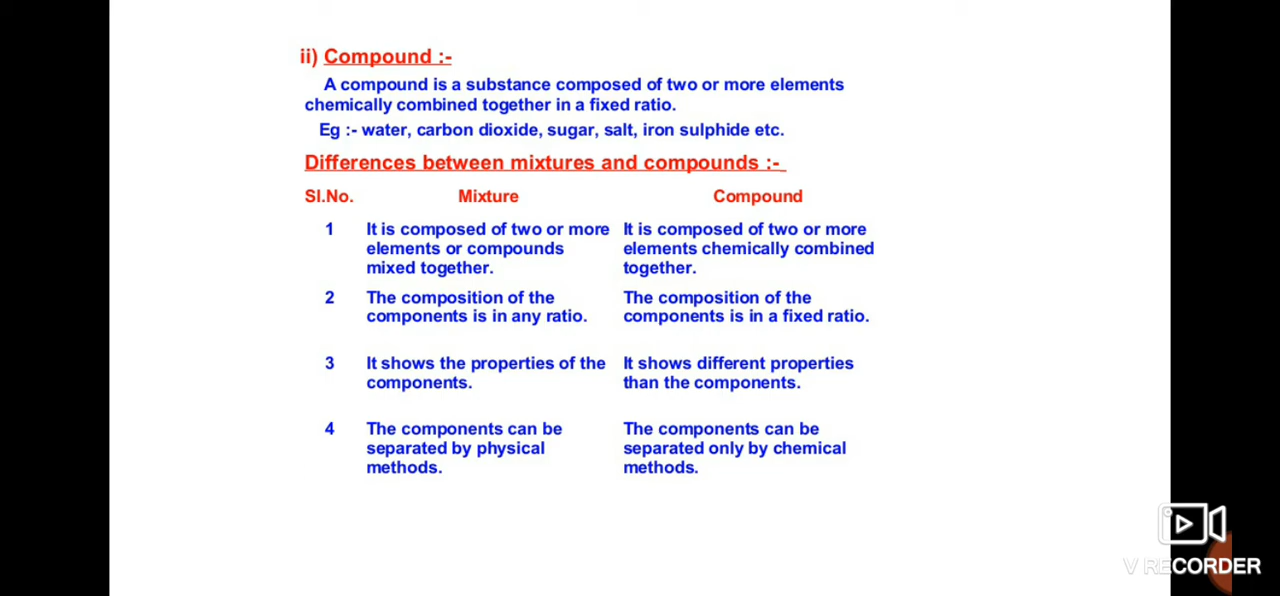 ii) Compound :-
A compound is a substance composed of two or more elements
chemically combined together in a fixed ratio.
Eg :- water, carbon dioxide, sugar, salt, iron sulphide etc.
Differences between mixtures and compounds :-
Sl.No. Mixture Compound
1 It is composed of two or more It is composed of two or more
elements or compounds elements chemically combined
mixed together. together.
2 The composition of the The composition of the
components is in any ratio. components is in a fixed ratio.
3 It shows the properties of the It shows different properties
components. than the components.
4 The components can be The components can be
separated by physical separated only by chemical
methods. methods.
V RECORDER